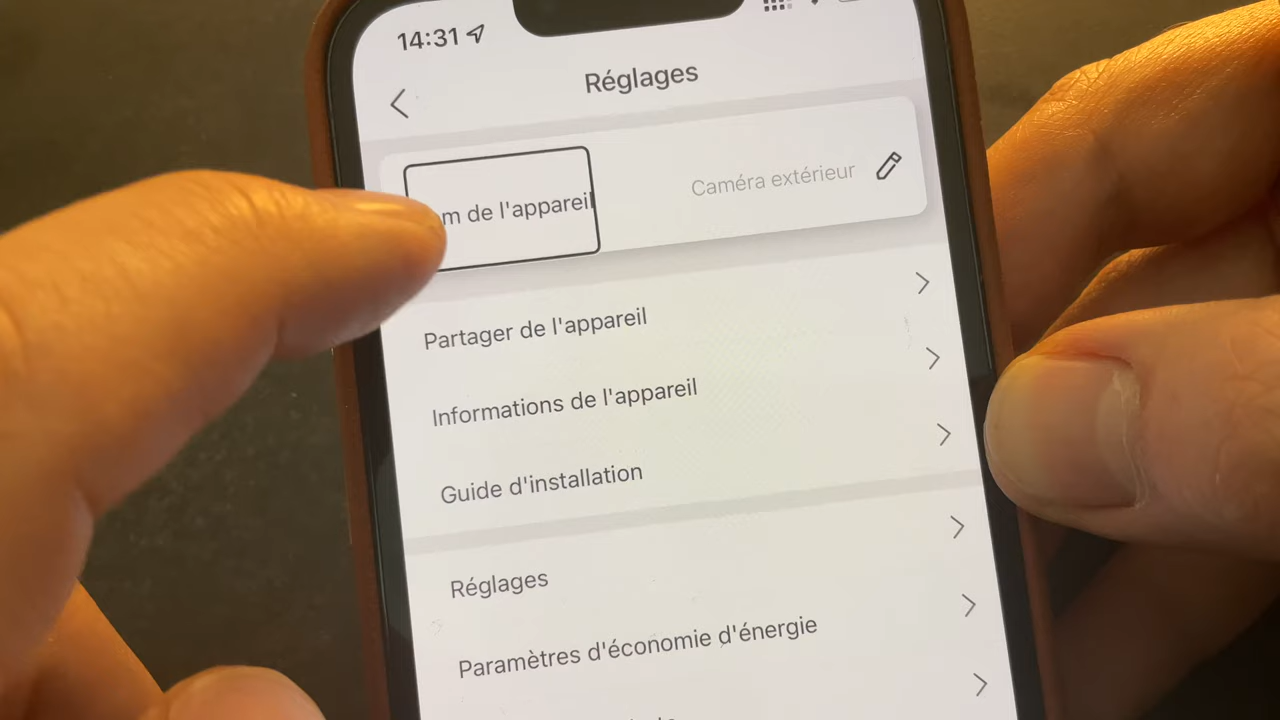 14:31
Réglages
m de l'appareil
Caméra extérieur
Partager de l'appareil
Informations de l'appareil
Guide d'installation
Réglages
Paramètres d'économie d'énergie